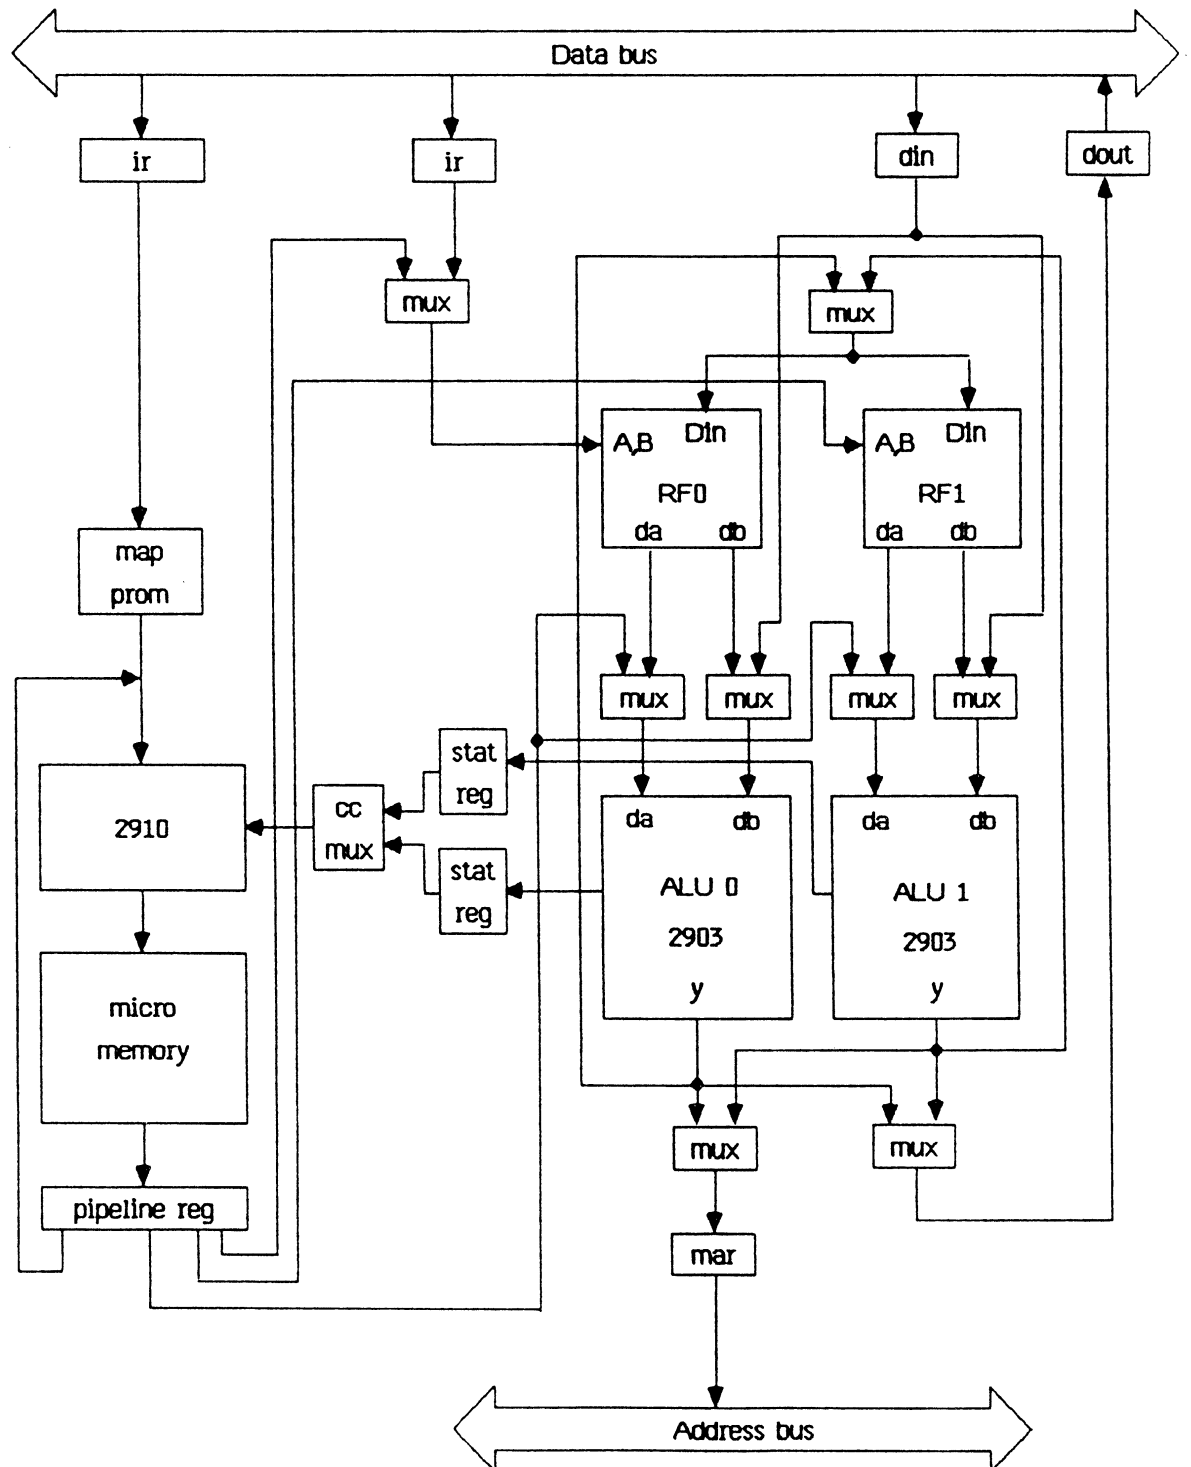 Data bus
ir
ir
din
dout
mux
mux
A,B
Din
RF0
da
db
A,B
Din
RF1
da
db
map
prom
mux
mux
mux
mux
stat
reg
cc
mux
2910
stat
reg
da
db
ALU 0
2903
y
da
db
ALU 1
2903
y
micro
memory
mux
mux
pipeline reg
mar
Address bus